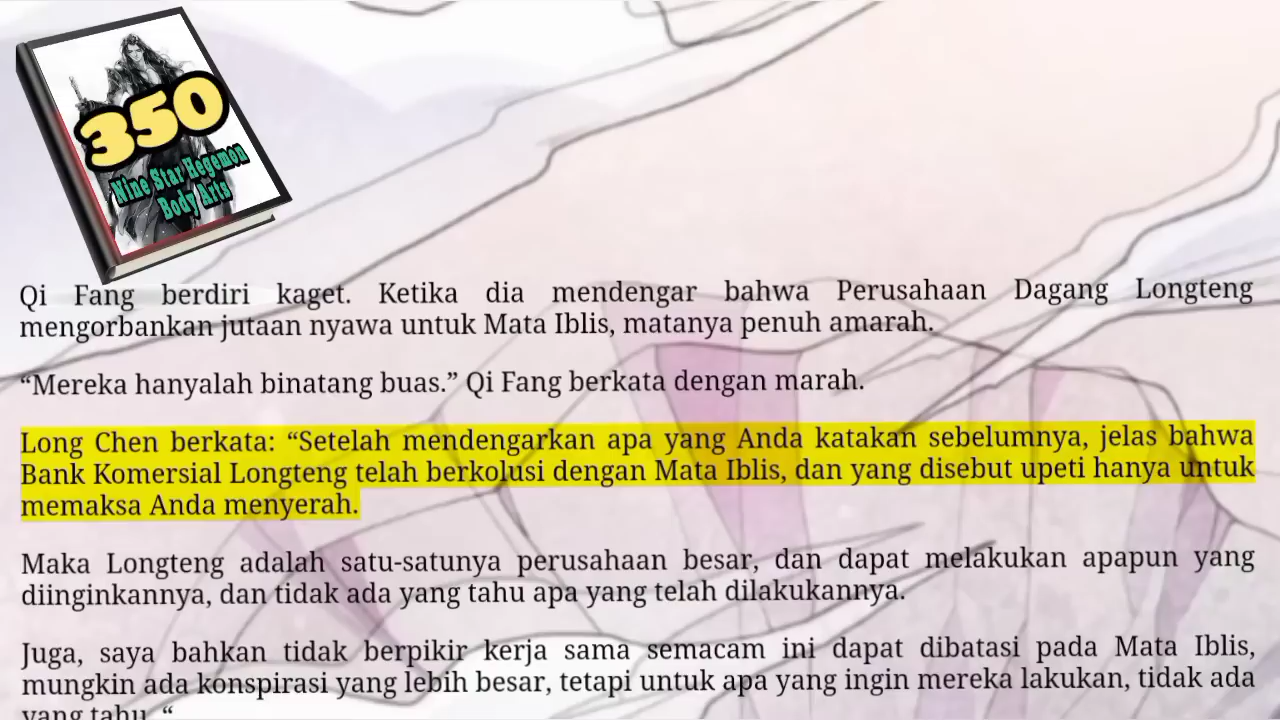 350
Nine Star Hegemon
Body Arts
Qi Fang berdiri kaget. Ketika dia mendengar bahwa Perusahaan Dagang Longteng
mengorbankan jutaan nyawa untuk Mata Iblis, matanya penuh amarah.
“Mereka hanyalah binatang buas.” Qi Fang berkata dengan marah.
Long Chen berkata: “Setelah mendengarkan apa yang Anda katakan sebelumnya, jelas bahwa
Bank Komersial Longteng telah berkolusi dengan Mata Iblis, dan yang disebut upeti hanya untuk
memaksa Anda menyerah.
Maka Longteng adalah satu-satunya perusahaan besar, dan dapat melakukan apapun yang
diinginkannya, dan tidak ada yang tahu apa yang telah dilakukannya.
Juga, saya bahkan tidak berpikir kerja sama semacam ini dapat dibatasi pada Mata Iblis,
mungkin ada konspirasi yang lebih besar, tetapi untuk apa yang ingin mereka lakukan, tidak ada
yang tahu. “